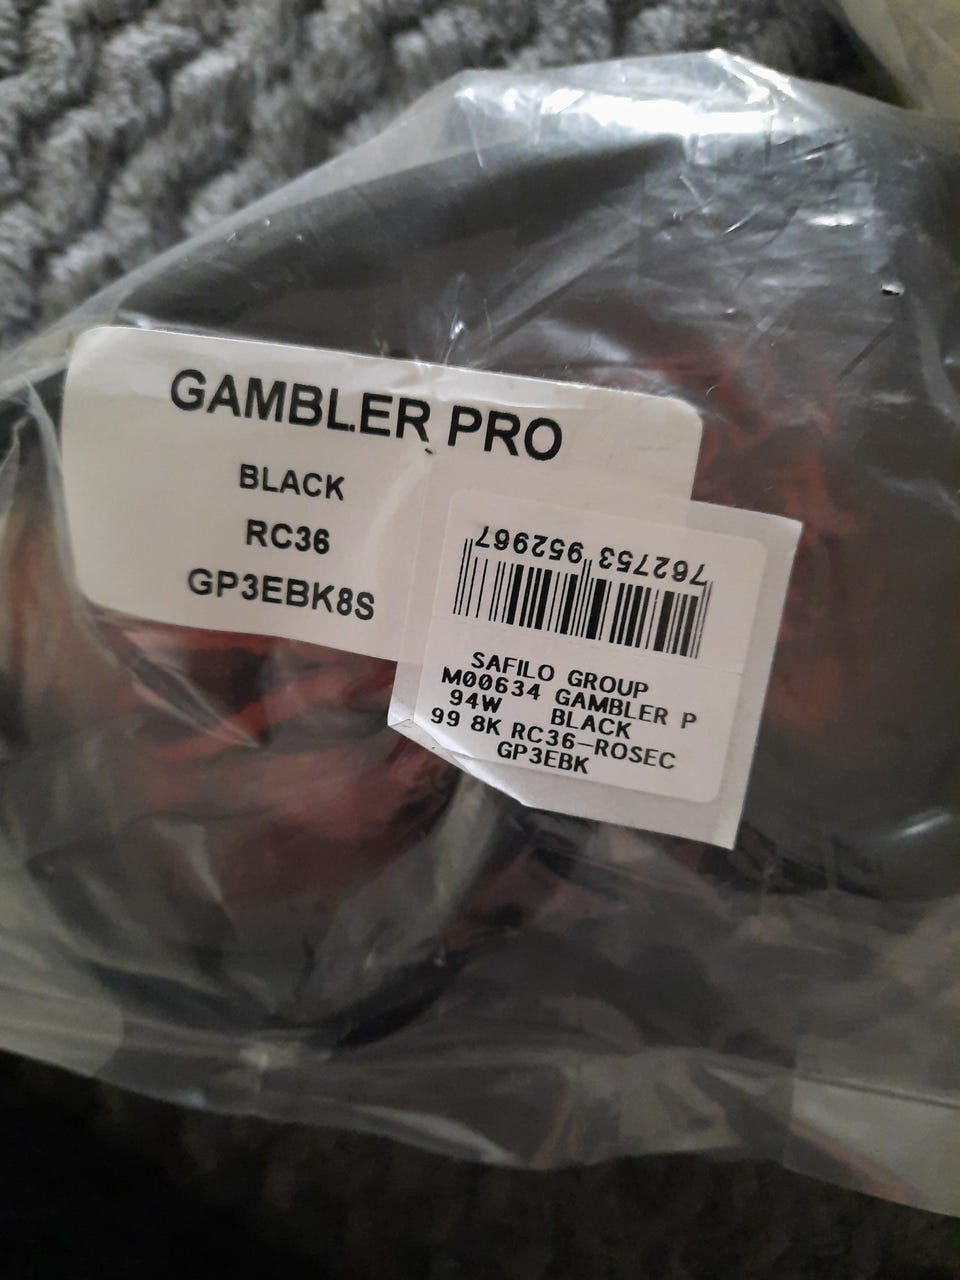 GAMBLER PRO
BLACK
RC36
GP3EBK8S
762753 952967
SAFILO GROUP
M00634 GAMBLER P
94W BLACK
99 8K RC36-ROSEC
GP3EBK